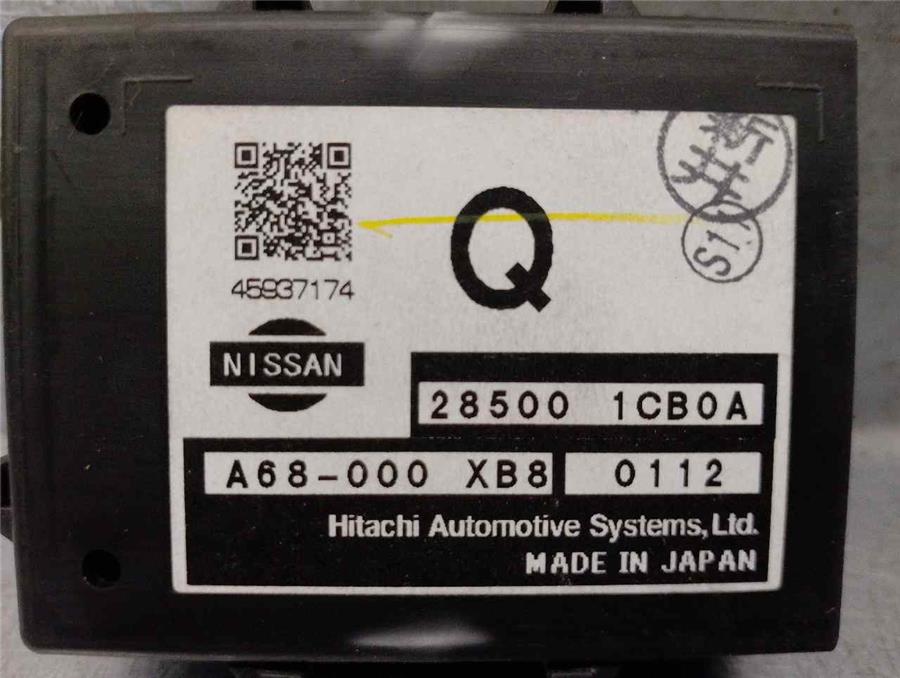 Q
45937174
NISSAN
28500 1CB0A
A68-000 XB8 0112
Hitachi Automotive Systems, Ltd.
MADE IN JAPAN